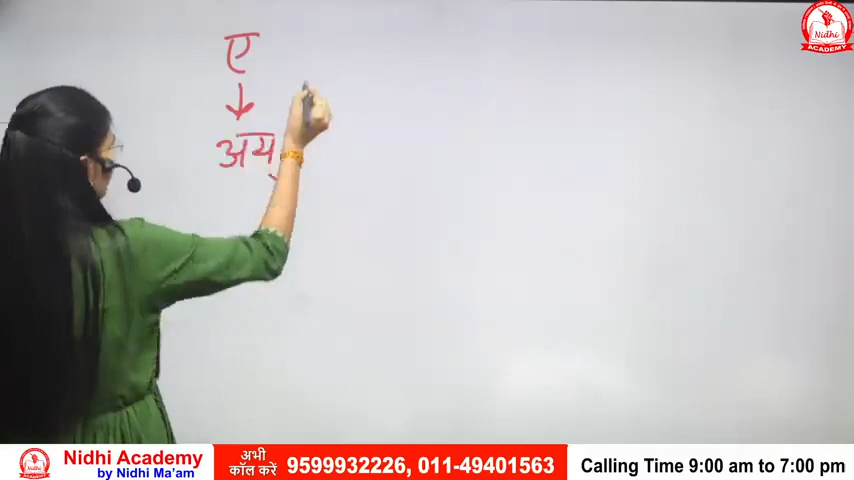 ए
↓
अय्
Nidhi
ACADEMY
Nidhi Academy
by Nidhi Ma'am
अभी
कॉल करें
9599932226, 011-49401563
Calling Time 9:00 am to 7:00 pm